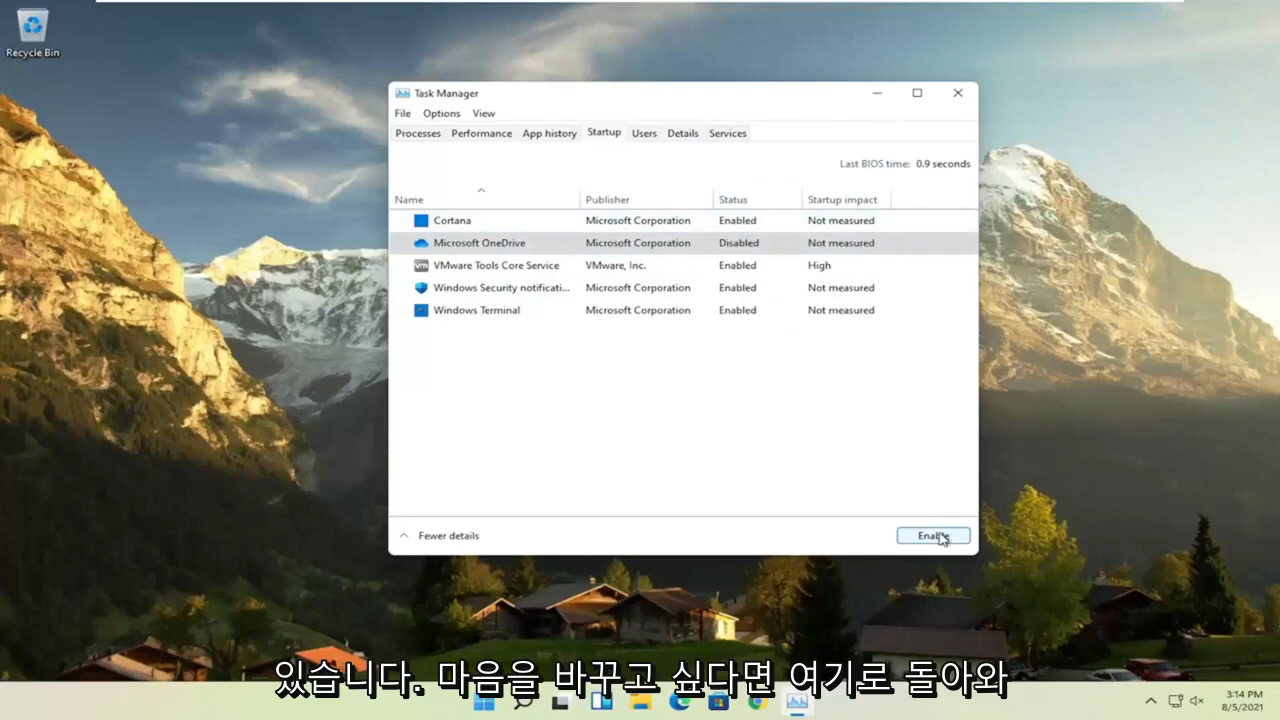 Recycle Bin
Task Manager
File Options View
Processes Performance App history Startup Users Details Services
Last BIOS time: 0.9 seconds
Name Publisher Status Startup impact
Cortana Microsoft Corporation Enabled Not measured
Microsoft OneDrive Microsoft Corporation Disabled Not measured
vm VMware Tools Core Service VMware, Inc. Enabled High
Windows Security notificati... Microsoft Corporation Enabled Not measured
Windows Terminal Microsoft Corporation Enabled Not measured
Fewer details Enable
있습니다. 마음을 바꾸고 싶다면 여기로 돌아와
3:14 PM
8/5/2021